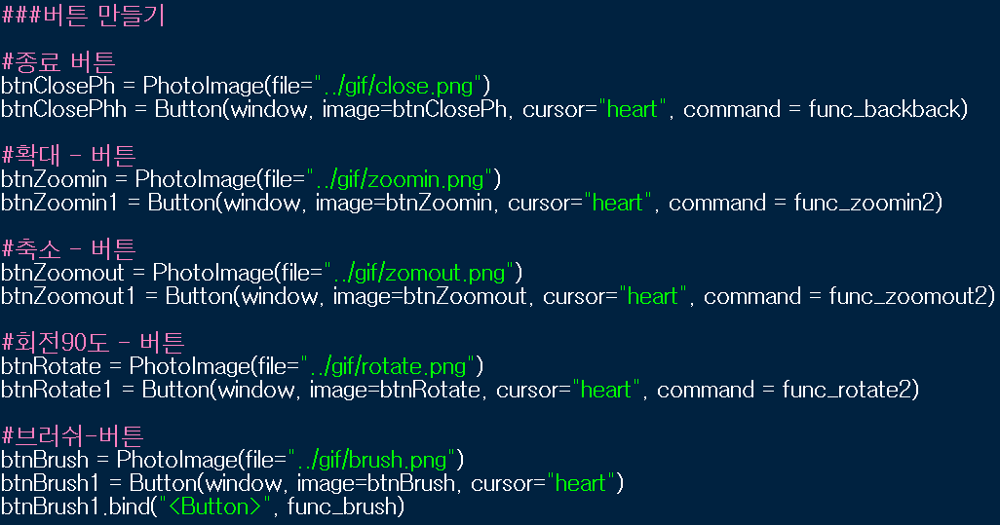 ###버튼 만들기
#종료 버튼
btnClosePh = PhotoImage(file="../gif/close.png")
btnClosePhh = Button(window, image=btnClosePh, cursor="heart", command = func_backback)
#확대 - 버튼
btnZoomin = PhotoImage(file="../gif/zoomin.png")
btnZoomin1 = Button(window, image=btnZoomin, cursor="heart", command = func_zoomin2)
#축소 - 버튼
btnZoomout = PhotoImage(file="../gif/zomout.png")
btnZoomout1 = Button(window, image=btnZoomout, cursor="heart", command = func_zoomout2)
#회전90도 - 버튼
btnRotate = PhotoImage(file="../gif/rotate.png")
btnRotate1 = Button(window, image=btnRotate, cursor="heart", command = func_rotate2)
#브러쉬-버튼
btnBrush = PhotoImage(file="../gif/brush.png")
btnBrush1 = Button(window, image=btnBrush, cursor="heart")
btnBrush1.bind("<Button>", func_brush)